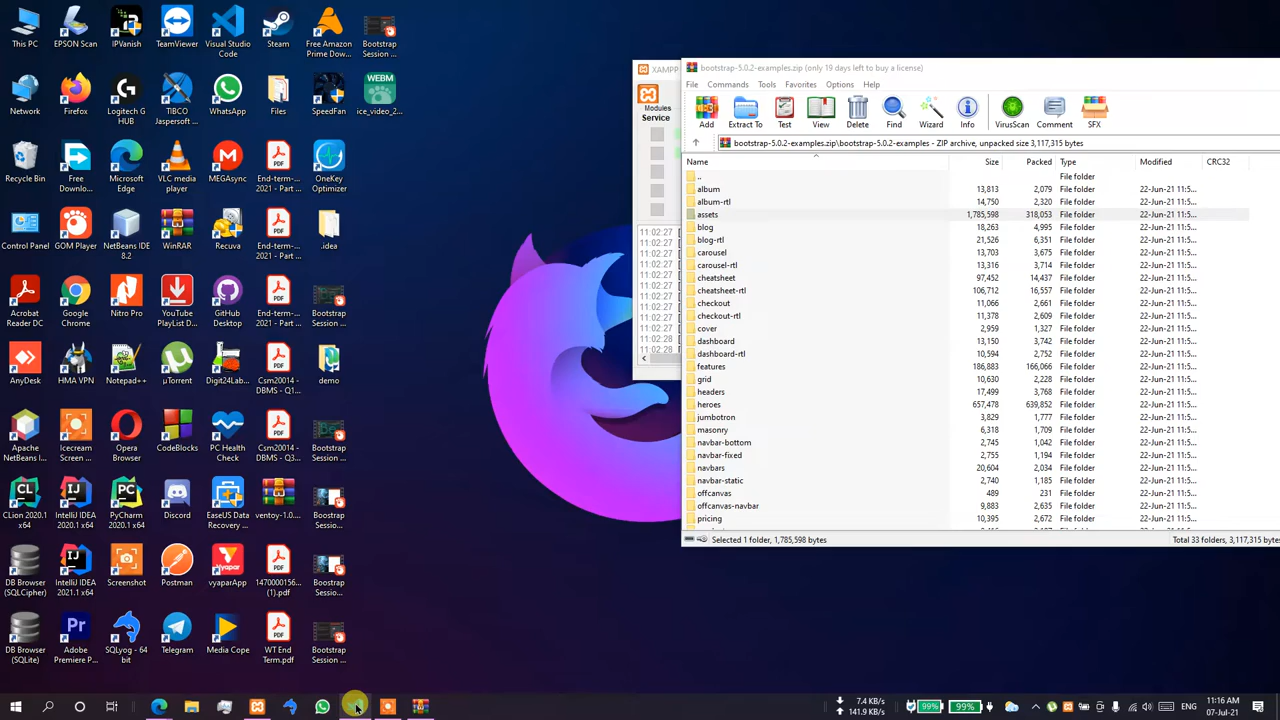 This PC
EPSON Scan
IPVanish
TeamViewer
Visual Studio
Code
Steam
Free Amazon
Prime Dow...
Bootstrap
Session ...
Network
Firefox
Logitech G
HUB
TIBCO
Jaspersoft ...
WhatsApp
Files
SpeedFan
WEBM
ice_video_2...
Recycle Bin
Free
Downlo...
Microsoft
Edge
VLC media
player
MEGAsync
End-term-...
2021 - Part ...
OneKey
Optimizer
Control Panel
GOM Player
NetBeans IDE
8.2
WinRAR
Recuva
End-term-...
2021 - Part ...
.idea
Acrobat
Reader DC
Google
Chrome
Nitro Pro
YouTube
PlayList D...
GitHub
Desktop
End-term-...
2021 - Part ...
Bootstrap
Session ...
AnyDesk
HMA VPN
Notepad++
µTorrent
Digit24Lab...
Csm20014 -
DBMS - Q1...
demo
Apache
NetBeans I...
Icecream
Screen ...
Opera
Browser
CodeBlocks
PC Health
Check
Csm20014 -
DBMS - Q3...
Bootstrap
Session ...
CLion 2020.1
x64
IntelliJ IDEA
2020.1 x64
PyCharm
2020.1 x64
Discord
EaseUS Data
Recovery ...
ventoy-1.0....
Boostrap
Sessio...
DB Browser
(SQLCipher)
IntelliJ IDEA
2021.1 x64
Screenshot
Postman
vyaparApp
1470000156...
(1).pdf
Boostrap
Sessio...
DB Browser
(SQLite)
Adobe
Premiere P...
SQLyog - 64
bit
Telegram
Media Cope
WT End
Term.pdf
Bootstrap
Session ...
XAMPP
Modules
Service
11:02:27 [
11:02:27 [
11:02:27 [
11:02:27 [
11:02:27 [
11:02:27 [
11:02:27 [
11:02:27 [
11:02:27 [
11:02:27 [
11:02:28 [
11:02:28 [
bootstrap-5.0.2-examples.zip (only 19 days left to buy a license)
File Commands Tools Favorites Options Help
Add Extract To Test View Delete Find Wizard Info VirusScan Comment SFX
bootstrap-5.0.2-examples.zip\bootstrap-5.0.2-examples - ZIP archive, unpacked size 3,117,315 bytes
Name Size Packed Type Modified CRC32
.. File folder
album 13,813 2,079 File folder 22-Jun-21 11:5...
album-rtl 14,750 2,320 File folder 22-Jun-21 11:5...
assets 1,785,598 318,053 File folder 22-Jun-21 11:5...
blog 18,263 4,995 File folder 22-Jun-21 11:5...
blog-rtl 21,526 6,351 File folder 22-Jun-21 11:5...
carousel 13,703 3,675 File folder 22-Jun-21 11:5...
carousel-rtl 13,316 3,714 File folder 22-Jun-21 11:5...
cheatsheet 97,452 14,437 File folder 22-Jun-21 11:5...
cheatsheet-rtl 106,712 16,557 File folder 22-Jun-21 11:5...
checkout 11,066 2,661 File folder 22-Jun-21 11:5...
checkout-rtl 11,378 2,609 File folder 22-Jun-21 11:5...
cover 2,959 1,327 File folder 22-Jun-21 11:5...
dashboard 13,150 3,742 File folder 22-Jun-21 11:5...
dashboard-rtl 10,594 2,752 File folder 22-Jun-21 11:5...
features 186,883 166,066 File folder 22-Jun-21 11:5...
grid 10,630 2,228 File folder 22-Jun-21 11:5...
headers 17,499 3,768 File folder 22-Jun-21 11:5...
heroes 657,478 639,852 File folder 22-Jun-21 11:5...
jumbotron 3,829 1,777 File folder 22-Jun-21 11:5...
masonry 6,318 1,709 File folder 22-Jun-21 11:5...
navbar-bottom 2,745 1,042 File folder 22-Jun-21 11:5...
navbar-fixed 2,755 1,194 File folder 22-Jun-21 11:5...
navbars 20,604 2,034 File folder 22-Jun-21 11:5...
navbar-static 2,740 1,185 File folder 22-Jun-21 11:5...
offcanvas 489 231 File folder 22-Jun-21 11:5...
offcanvas-navbar 9,883 2,635 File folder 22-Jun-21 11:5...
pricing 10,395 2,672 File folder 22-Jun-21 11:5...
Selected 1 folder, 1,785,598 bytes Total 33 folders, 3,117,315 bytes
7.4 KB/s
141.9 KB/s
99% 99% ENG
11:16 AM
07-Jul-21